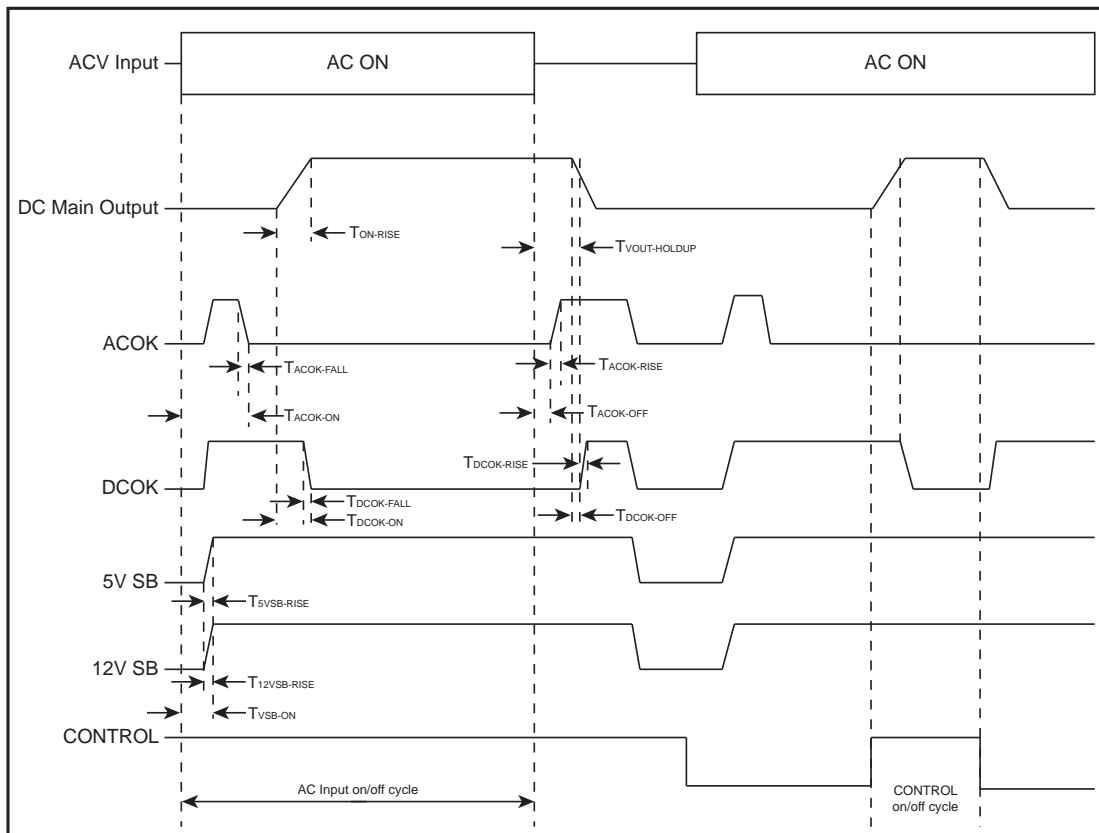 ACV Input
AC ON
AC ON
DC Main Output
TON-RISE
TVOUT-HOLDUP
ACOK
TACOK-FALL
TACOK-RISE
TACOK-ON
TACOK-OFF
DCOK
TDCOK-RISE
TDCOK-FALL
TDCOK-ON
TDCOK-OFF
5V SB
T5VSB-RISE
12V SB
T12VSB-RISE
TVSB-ON
CONTROL
AC Input on/off cycle
CONTROL
on/off cycle